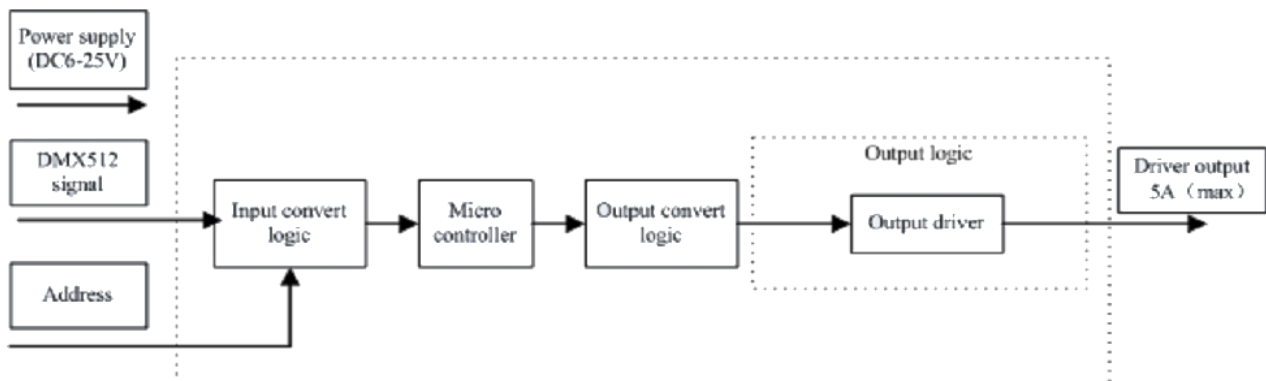 Power supply
(DC6-25V)
DMX512
signal
Address
Input convert
logic
Micro
controller
Output convert
logic
Output logic
Output driver
Driver output
5A（max）